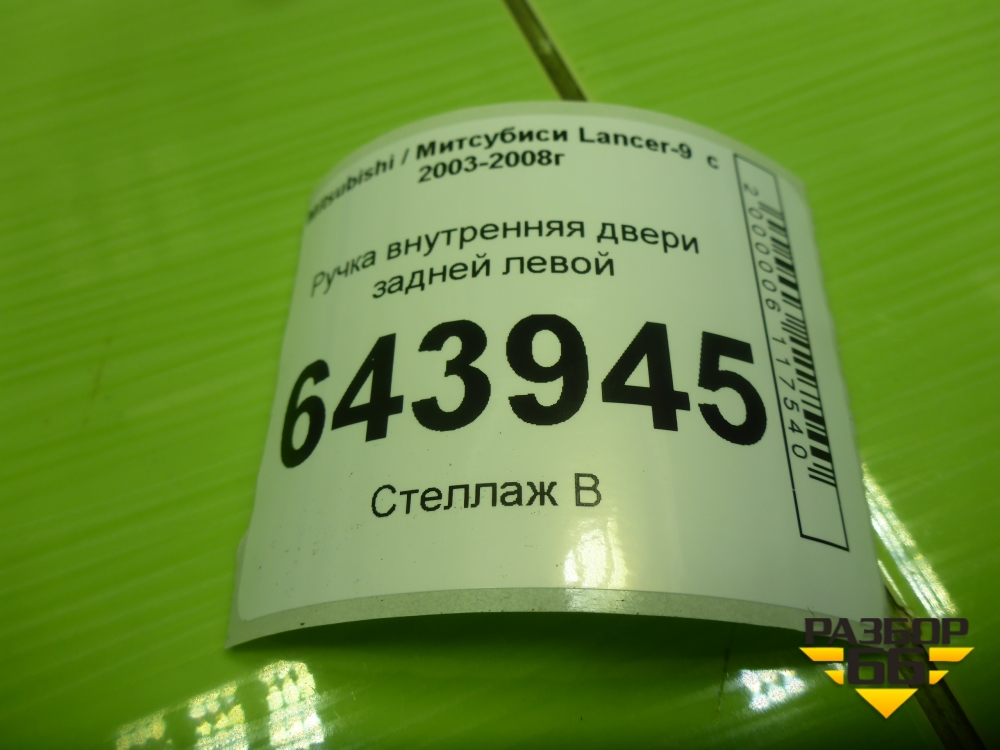 Mitsubishi / Митсубиси Lancer-9 с
2003-2008г
Ручка внутренняя двери
задней левой
643945
Стеллаж В
2000006117540
РАЗБОР
66